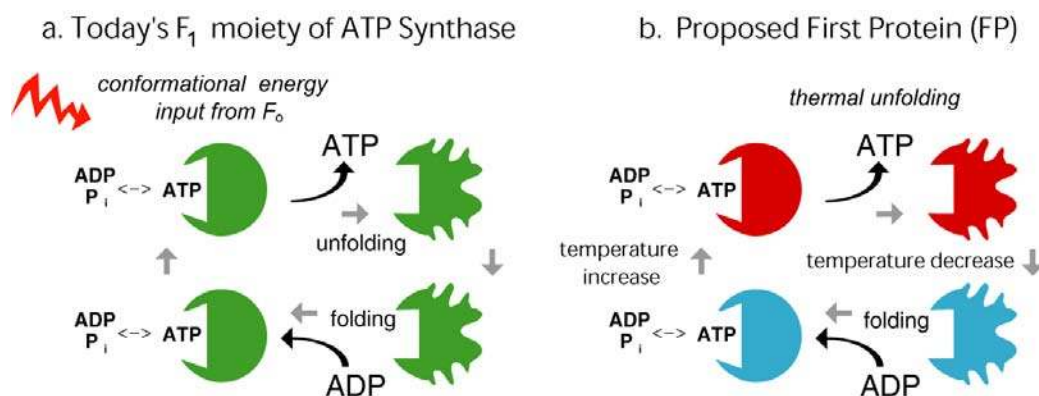 a. Today's F1 moiety of ATP Synthase
conformational energy
input from Fo
ATP
ADP
Pi <-> ATP
unfolding
folding
ADP
Pi <-> ATP
ADP
b. Proposed First Protein (FP)
thermal unfolding
ATP
ADP
Pi <-> ATP
temperature
increase
temperature decrease
folding
ADP
Pi <-> ATP
ADP